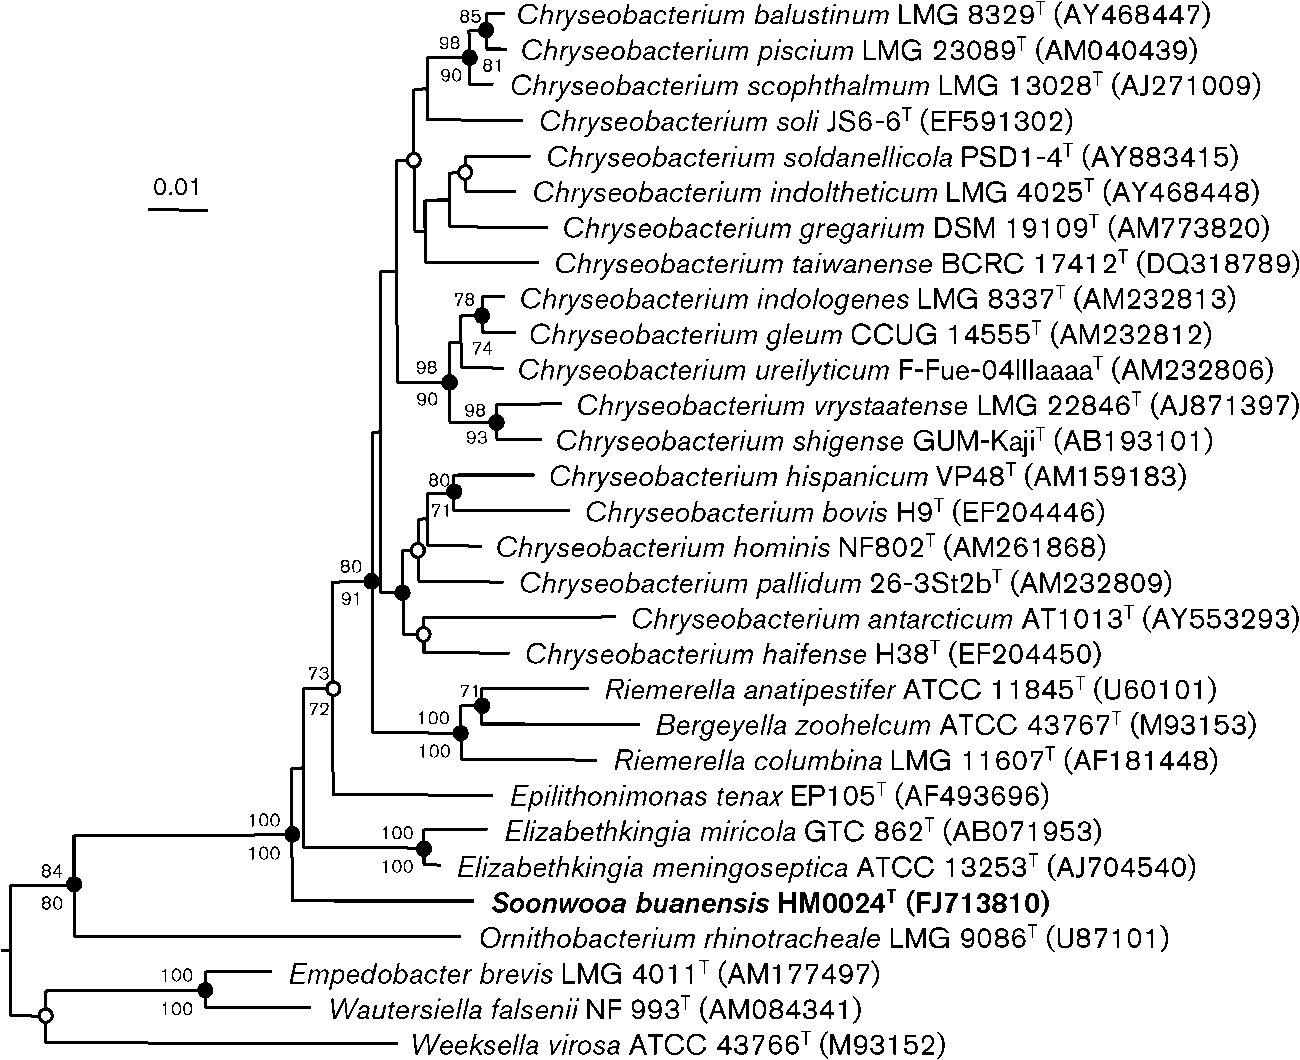 85
Chryseobacterium balustinum LMG 8329T (AY468447)
98
Chryseobacterium piscium LMG 23089T (AM040439)
90
81
Chryseobacterium scophthalmum LMG 13028T (AJ271009)
Chryseobacterium soli JS6-6T (EF591302)
Chryseobacterium soldanellicola PSD1-4T (AY883415)
0.01
Chryseobacterium indoltheticum LMG 4025T (AY468448)
Chryseobacterium gregarium DSM 19109T (AM773820)
Chryseobacterium taiwanense BCRC 17412T (DQ318789)
78
Chryseobacterium indologenes LMG 8337T (AM232813)
Chryseobacterium gleum CCUG 14555T (AM232812)
74
98
Chryseobacterium ureilyticum F-Fue-04IIIaaaaT (AM232806)
90
98
Chryseobacterium vrystaatense LMG 22846T (AJ871397)
93
Chryseobacterium shigense GUM-KajiT (AB193101)
80
Chryseobacterium hispanicum VP48T (AM159183)
71
Chryseobacterium bovis H9T (EF204446)
Chryseobacterium hominis NF802T (AM261868)
80
Chryseobacterium pallidum 26-3St2bT (AM232809)
91
Chryseobacterium antarcticum AT1013T (AY553293)
Chryseobacterium haifense H38T (EF204450)
73
71
Riemerella anatipestifer ATCC 11845T (U60101)
72
100
Bergeyella zoohelcum ATCC 43767T (M93153)
100
Riemerella columbina LMG 11607T (AF181448)
Epilithonimonas tenax EP105T (AF493696)
100
100
Elizabethkingia miricola GTC 862T (AB071953)
100
100
Elizabethkingia meningoseptica ATCC 13253T (AJ704540)
84
80
Soonwooa buanensis HM0024T (FJ713810)
Ornithobacterium rhinotracheale LMG 9086T (U87101)
100
Empedobacter brevis LMG 4011T (AM177497)
100
Wautersiella falsenii NF 993T (AM084341)
Weeksella virosa ATCC 43766T (M93152)